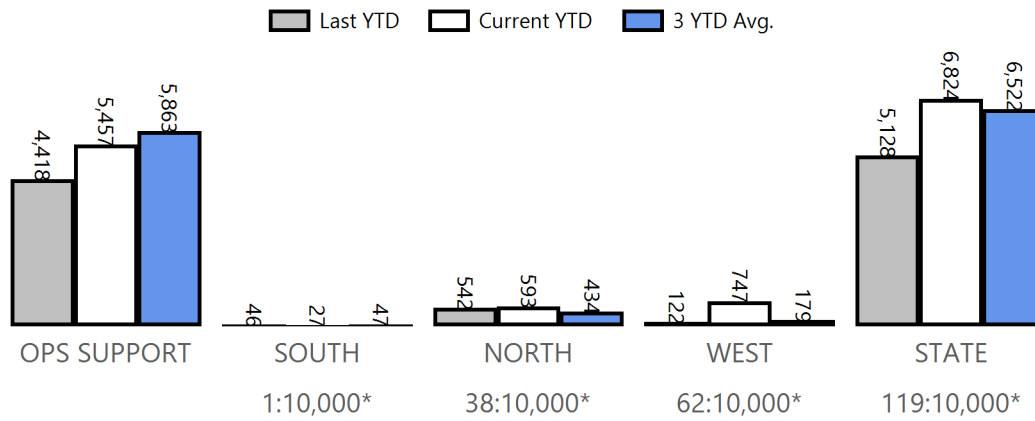 Last YTD Current YTD 3 YTD Avg.
4,418 5,457 5,863 46 27 47 542 593 434 122 747 179 5,128 6,824 6,522
OPS SUPPORT SOUTH NORTH WEST STATE
1:10,000* 38:10,000* 62:10,000* 119:10,000*